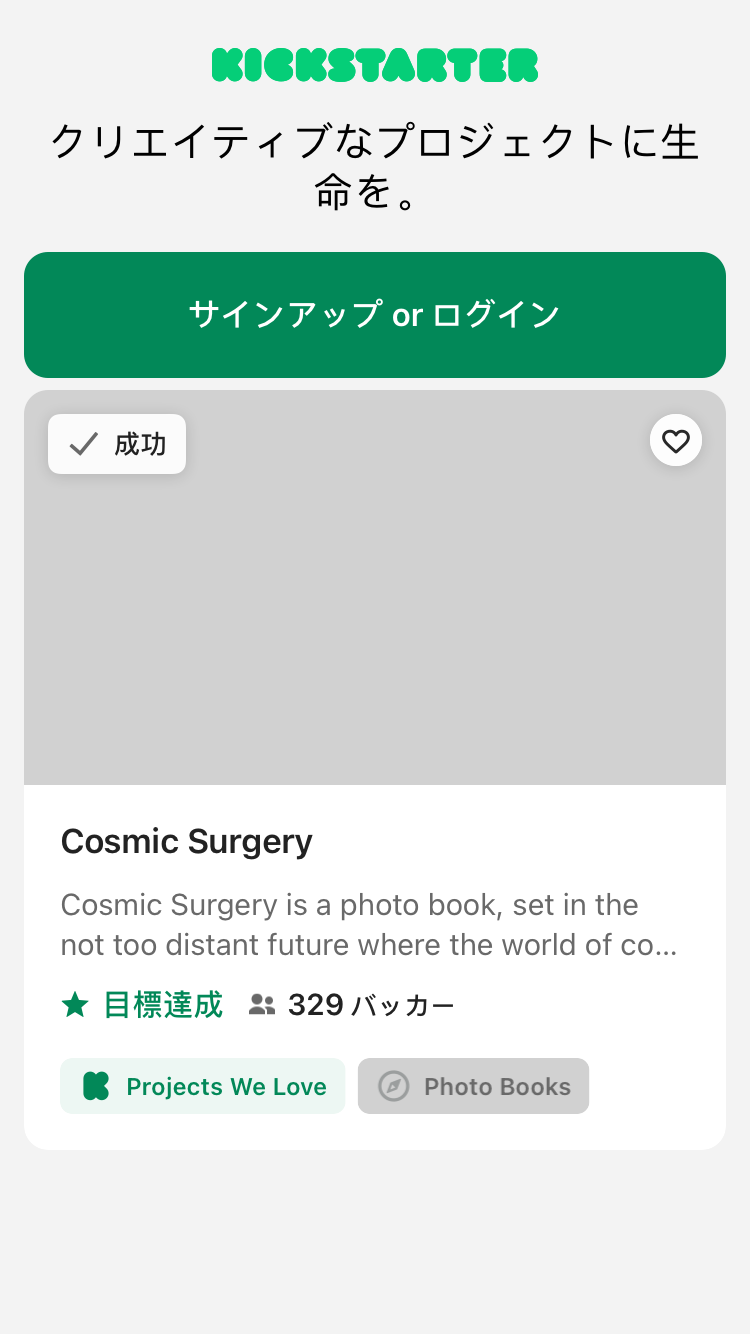 KICKSTARTER
クリエイティブなプロジェクトに生
命を。
サインアップ or ログイン
成功
Cosmic Surgery
Cosmic Surgery is a photo book, set in the
not too distant future where the world of co...
目標達成 329 バッカー
Projects We Love Photo Books